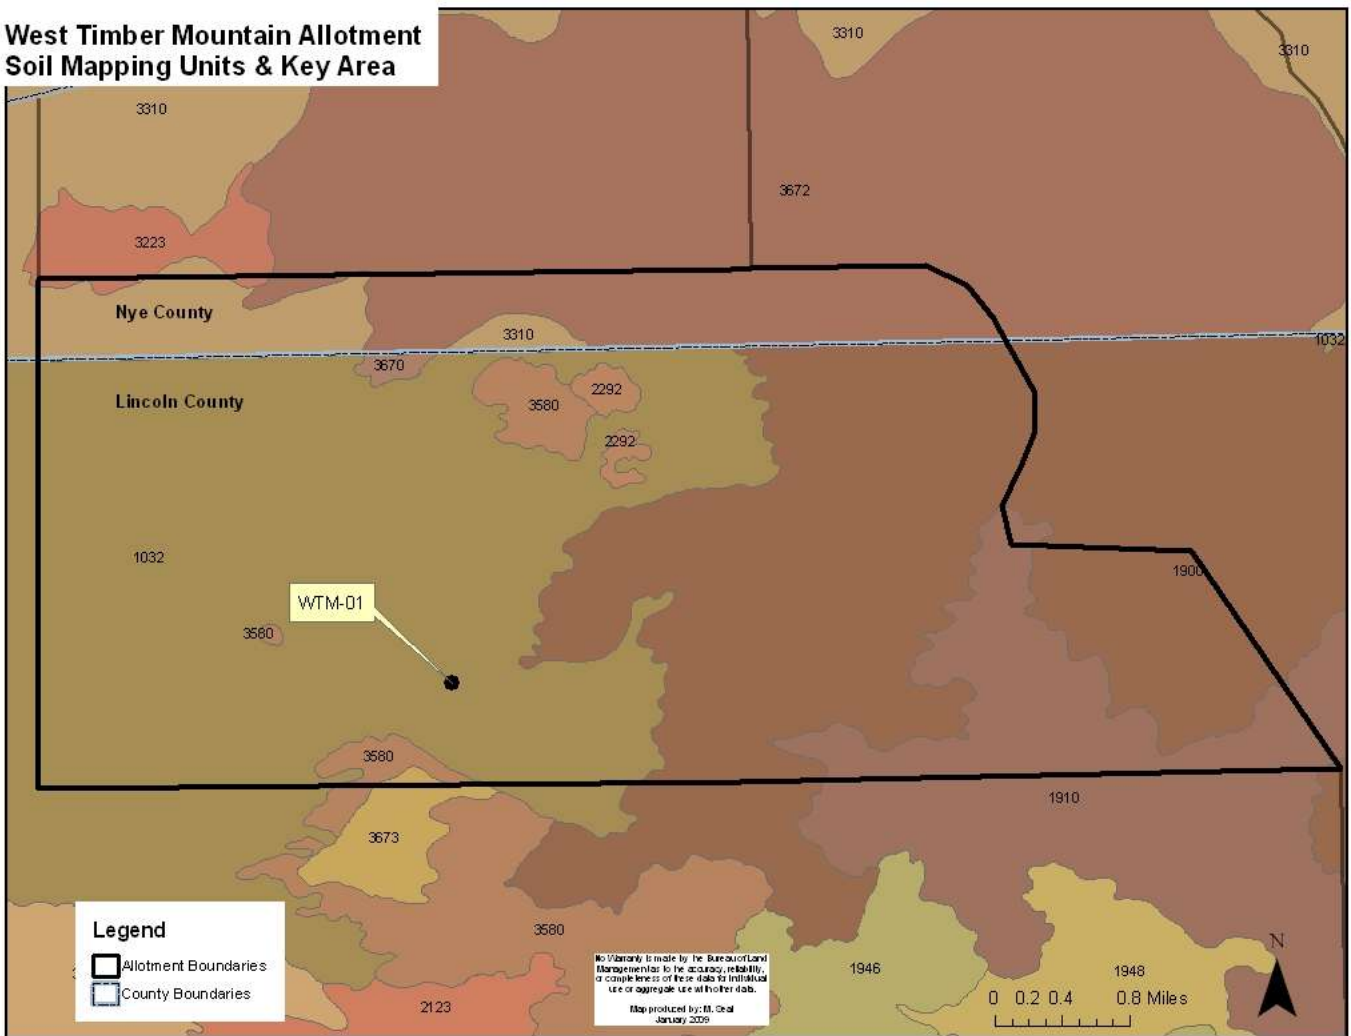 West Timber Mountain Allotment
Soil Mapping Units & Key Area
3310
3310
3310
3672
3223
Nye County
3310
1032
3670
Lincoln County
2292
3580
2292
1032
1900
WTM-01
3580
3580
1910
3673
3580
1946
1948
2123
Legend
Allotment Boundaries
County Boundaries
No Warranty is made by the Bureau of Land
Management as to the accuracy, reliability,
or completeness of these data for individual
use or aggregate use with other data.
Map produced by: M. Seal
January 2009
N
0 0.2 0.4 0.8 Miles